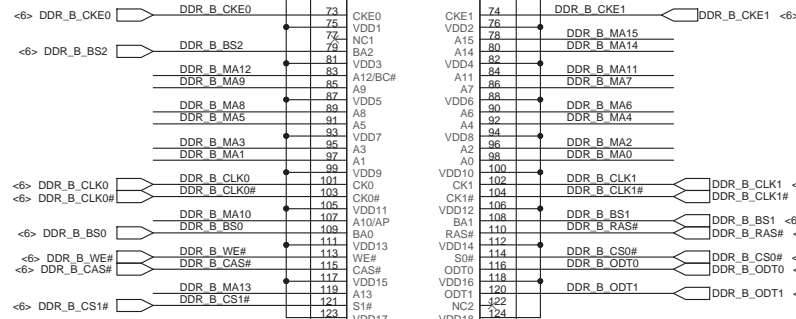 <6> DDR_B_CKE0 DDR_B_CKE0 73 CKE0 CKE1 74 DDR_B_CKE1 DDR_B_CKE1 <6>
75 VDD1 VDD2 76
77 NC1 A15 78 DDR_B_MA15
<6> DDR_B_BS2 DDR_B_BS2 79 BA2 A14 80 DDR_B_MA14
81 VDD3 VDD4 82
DDR_B_MA12 83 A12/BC# A11 84 DDR_B_MA11
DDR_B_MA9 85 A9 A7 86 DDR_B_MA7
87 VDD5 VDD6 88
DDR_B_MA8 89 A8 A6 90 DDR_B_MA6
DDR_B_MA5 91 A5 A4 92 DDR_B_MA4
93 VDD7 VDD8 94
DDR_B_MA3 95 A3 A2 96 DDR_B_MA2
DDR_B_MA1 97 A1 A0 98 DDR_B_MA0
99 VDD9 VDD10 100
<6> DDR_B_CLK0 DDR_B_CLK0 101 CK0 CK1 102 DDR_B_CLK1 DDR_B_CLK1 <
<6> DDR_B_CLK0# DDR_B_CLK0# 103 CK0# CK1# 104 DDR_B_CLK1# DDR_B_CLK1#
105 VDD11 VDD12 106
DDR_B_MA10 107 A10/AP BA1 108 DDR_B_BS1 DDR_B_BS1 <6
<6> DDR_B_BS0 DDR_B_BS0 109 BA0 RAS# 110 DDR_B_RAS# DDR_B_RAS# <
111 VDD13 VDD14 112
<6> DDR_B_WE# DDR_B_WE# 113 WE# S0# 114 DDR_B_CS0# DDR_B_CS0# <
<6> DDR_B_CAS# DDR_B_CAS# 115 CAS# ODT0 116 DDR_B_ODT0 DDR_B_ODT0 <
117 VDD15 VDD16 118
DDR_B_MA13 119 A13 ODT1 120 DDR_B_ODT1 DDR_B_ODT1 <
<6> DDR_B_CS1# DDR_B_CS1# 121 S1# NC2 122
123 VDD17 VDD18 124